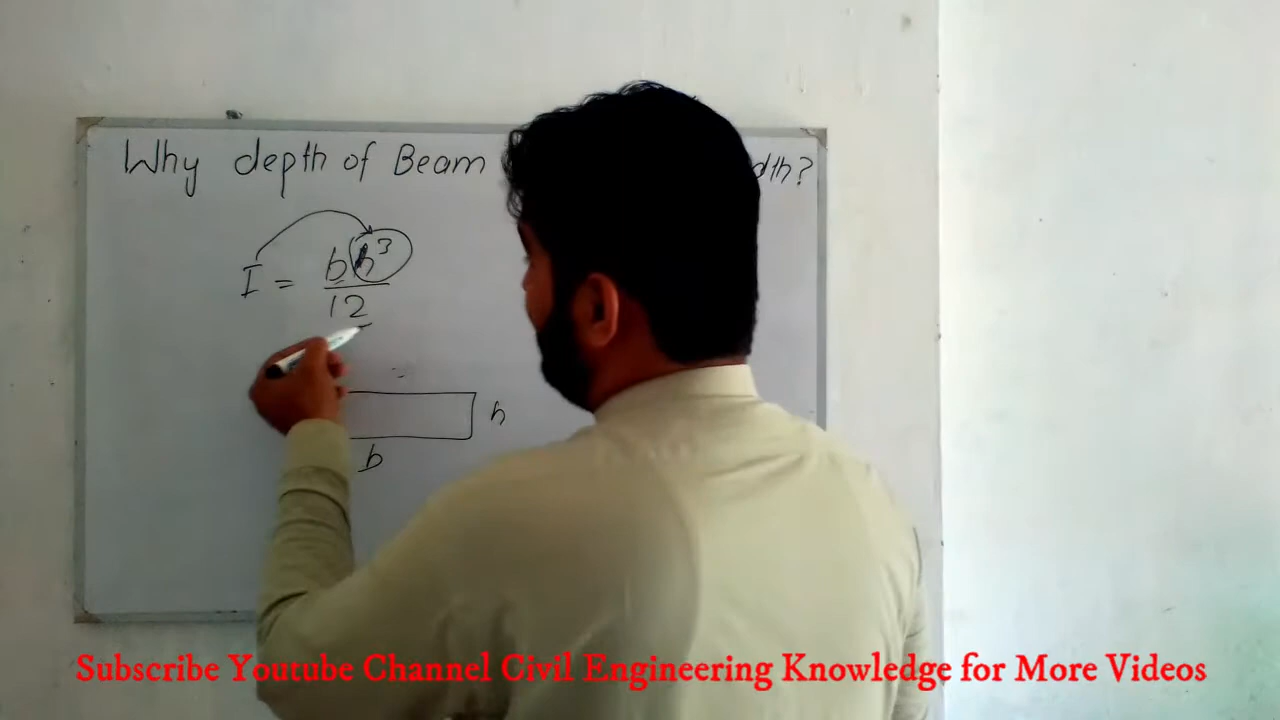 Why depth of Beam dth?
I = bh³
12
h
b
Subscribe Youtube Channel Civil Engineering Knowledge for More Videos